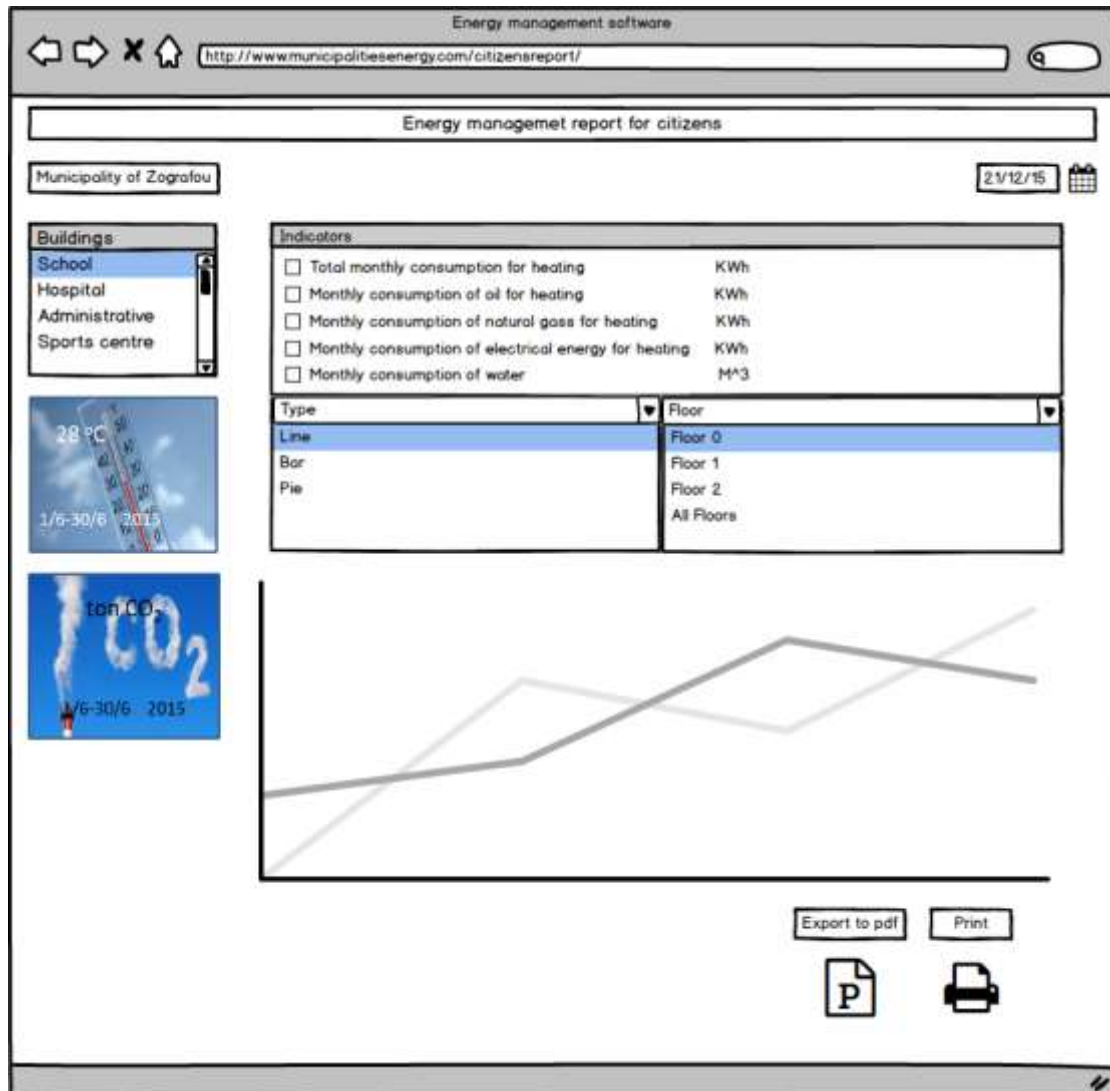 Energy management software
http://www.municipalitiesenergy.com/citizensreport/
Energy managemet report for citizens
Municipality of Zografou
21/12/15
Buildings
School
Hospital
Administrative
Sports centre
Indicators
Total monthly consumption for heating KWh
Monthly consumption of oil for heating KWh
Monthly consumption of natural gass for heating KWh
Monthly consumption of electrical energy for heating KWh
Monthly consumption of water M^3
Type
Line
Bar
Pie
Floor
Floor 0
Floor 1
Floor 2
All Floors
28 °C
1/6-30/6 2015
ton CO₂
CO₂
1/6-30/6 2015
Export to pdf
Print
P